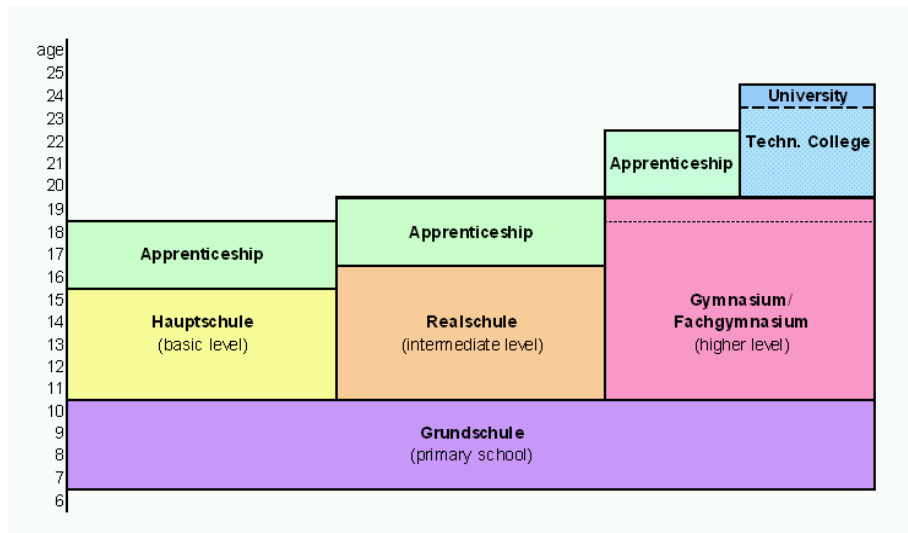 age
25
24
23
22
21
20
19
18
17
16
15
14
13
12
11
10
9
8
7
6
University
Techn. College
Apprenticeship
Apprenticeship
Apprenticeship
Hauptschule
(basic level)
Realschule
(intermediate level)
Gymnasium/
Fachgymnasium
(higher level)
Grundschule
(primary school)